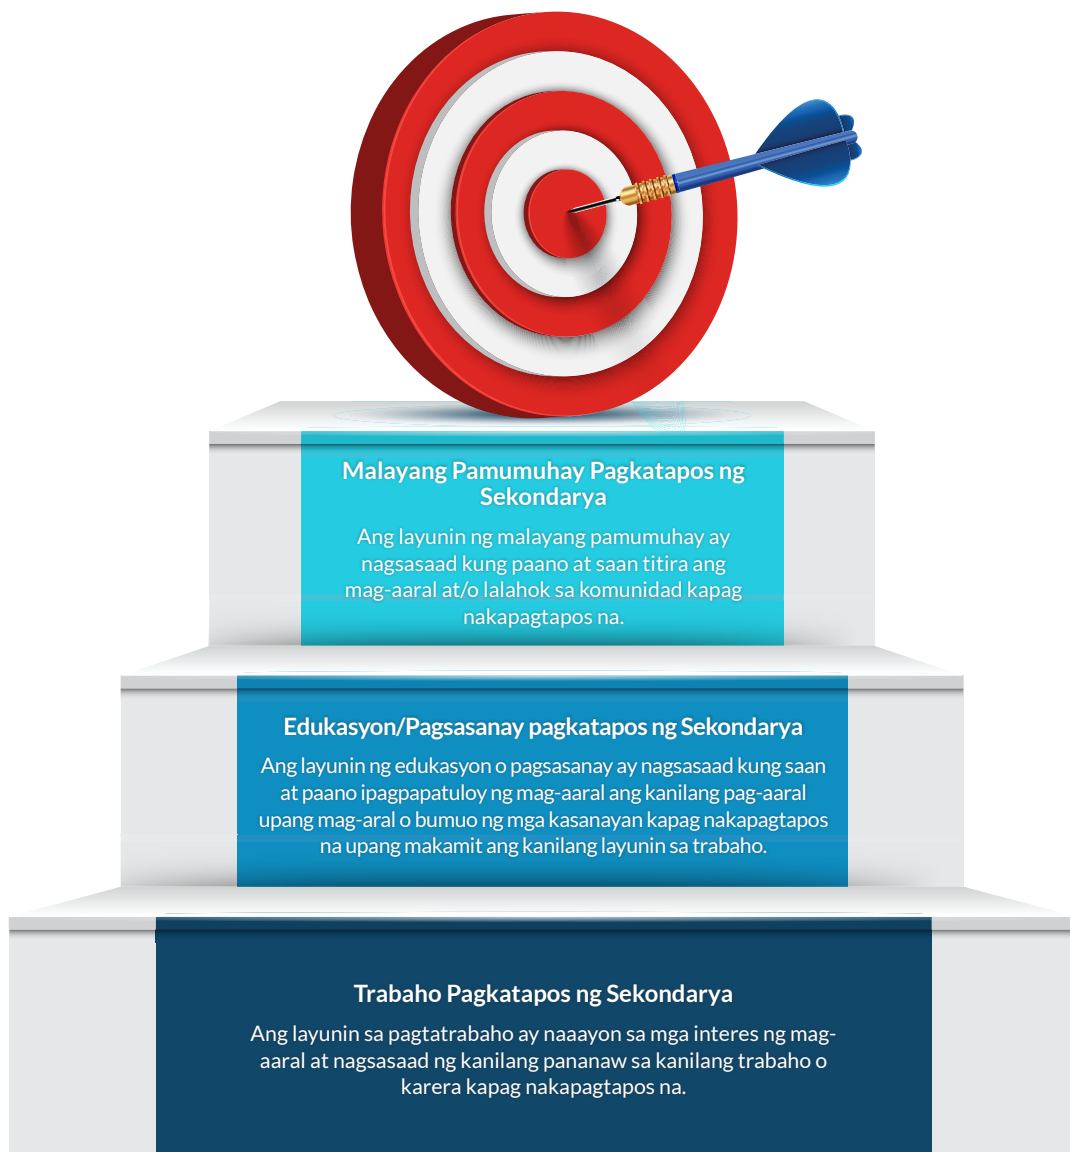 Malayang Pamumuhay Pagkatapos ng
Sekondarya
Ang layunin ng malayang pamumuhay ay
nagsasaad kung paano at saan titira ang
mag-aaral at/o lalahok sa komunidad kapag
nakapagtapos na.
Edukasyon/Pagsasanay pagkatapos ng Sekondarya
Ang layunin ng edukasyon o pagsasanay ay nagsasaad kung saan
at paano ipagpapatuloy ng mag-aaral ang kanilang pag-aaral
upang mag-aral o bumuo ng mga kasanayan kapag nakapagtapos
na upang makamit ang kanilang layunin sa trabaho.
Trabaho Pagkatapos ng Sekondarya
Ang layunin sa pagtatrabaho ay naaayon sa mga interes ng mag-
aaral at nagsasaad ng kanilang pananaw sa kanilang trabaho o
karera kapag nakapagtapos na.